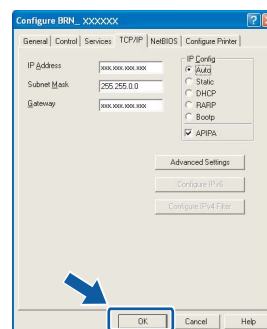 Configure BRN_ XXXXXX
General Control Services TCP/IP NetBIOS Configure Printer
IP Address xxx.xxx.xxx.xxx
Subnet Mask 255.255.0.0
Gateway xxx.xxx.xxx.xxx
IP Config
Auto
Static
DHCP
RARP
Bootp
APIPA
Advanced Settings
Configure IPv6
Configure IPv4 Filter
OK Cancel Help